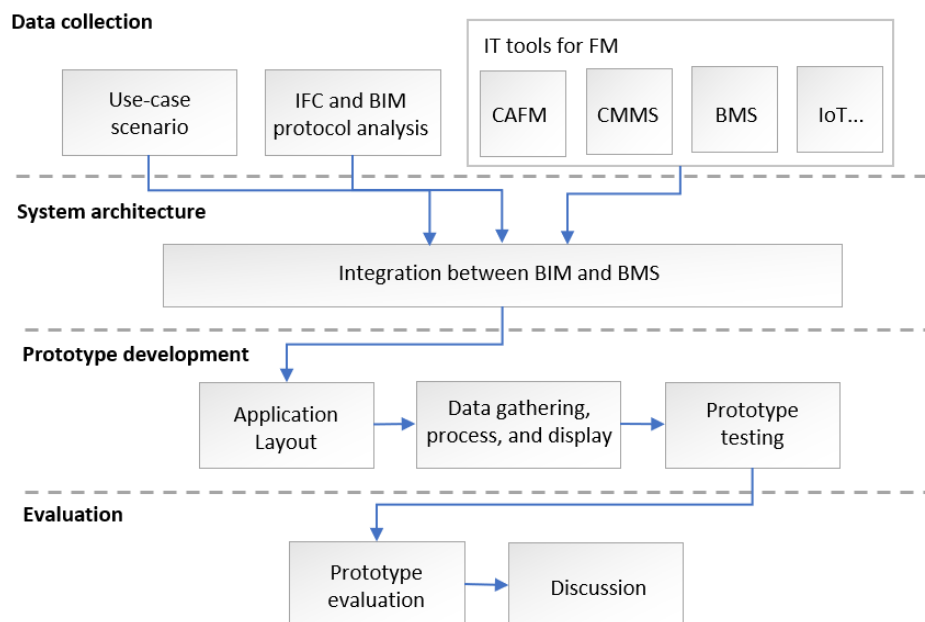 Data collection
IT tools for FM
Use-case
scenario
IFC and BIM
protocol analysis
CAFM
CMMS
BMS
IoT...
System architecture
Integration between BIM and BMS
Prototype development
Application
Layout
Data gathering,
process, and display
Prototype
testing
Evaluation
Prototype
evaluation
Discussion